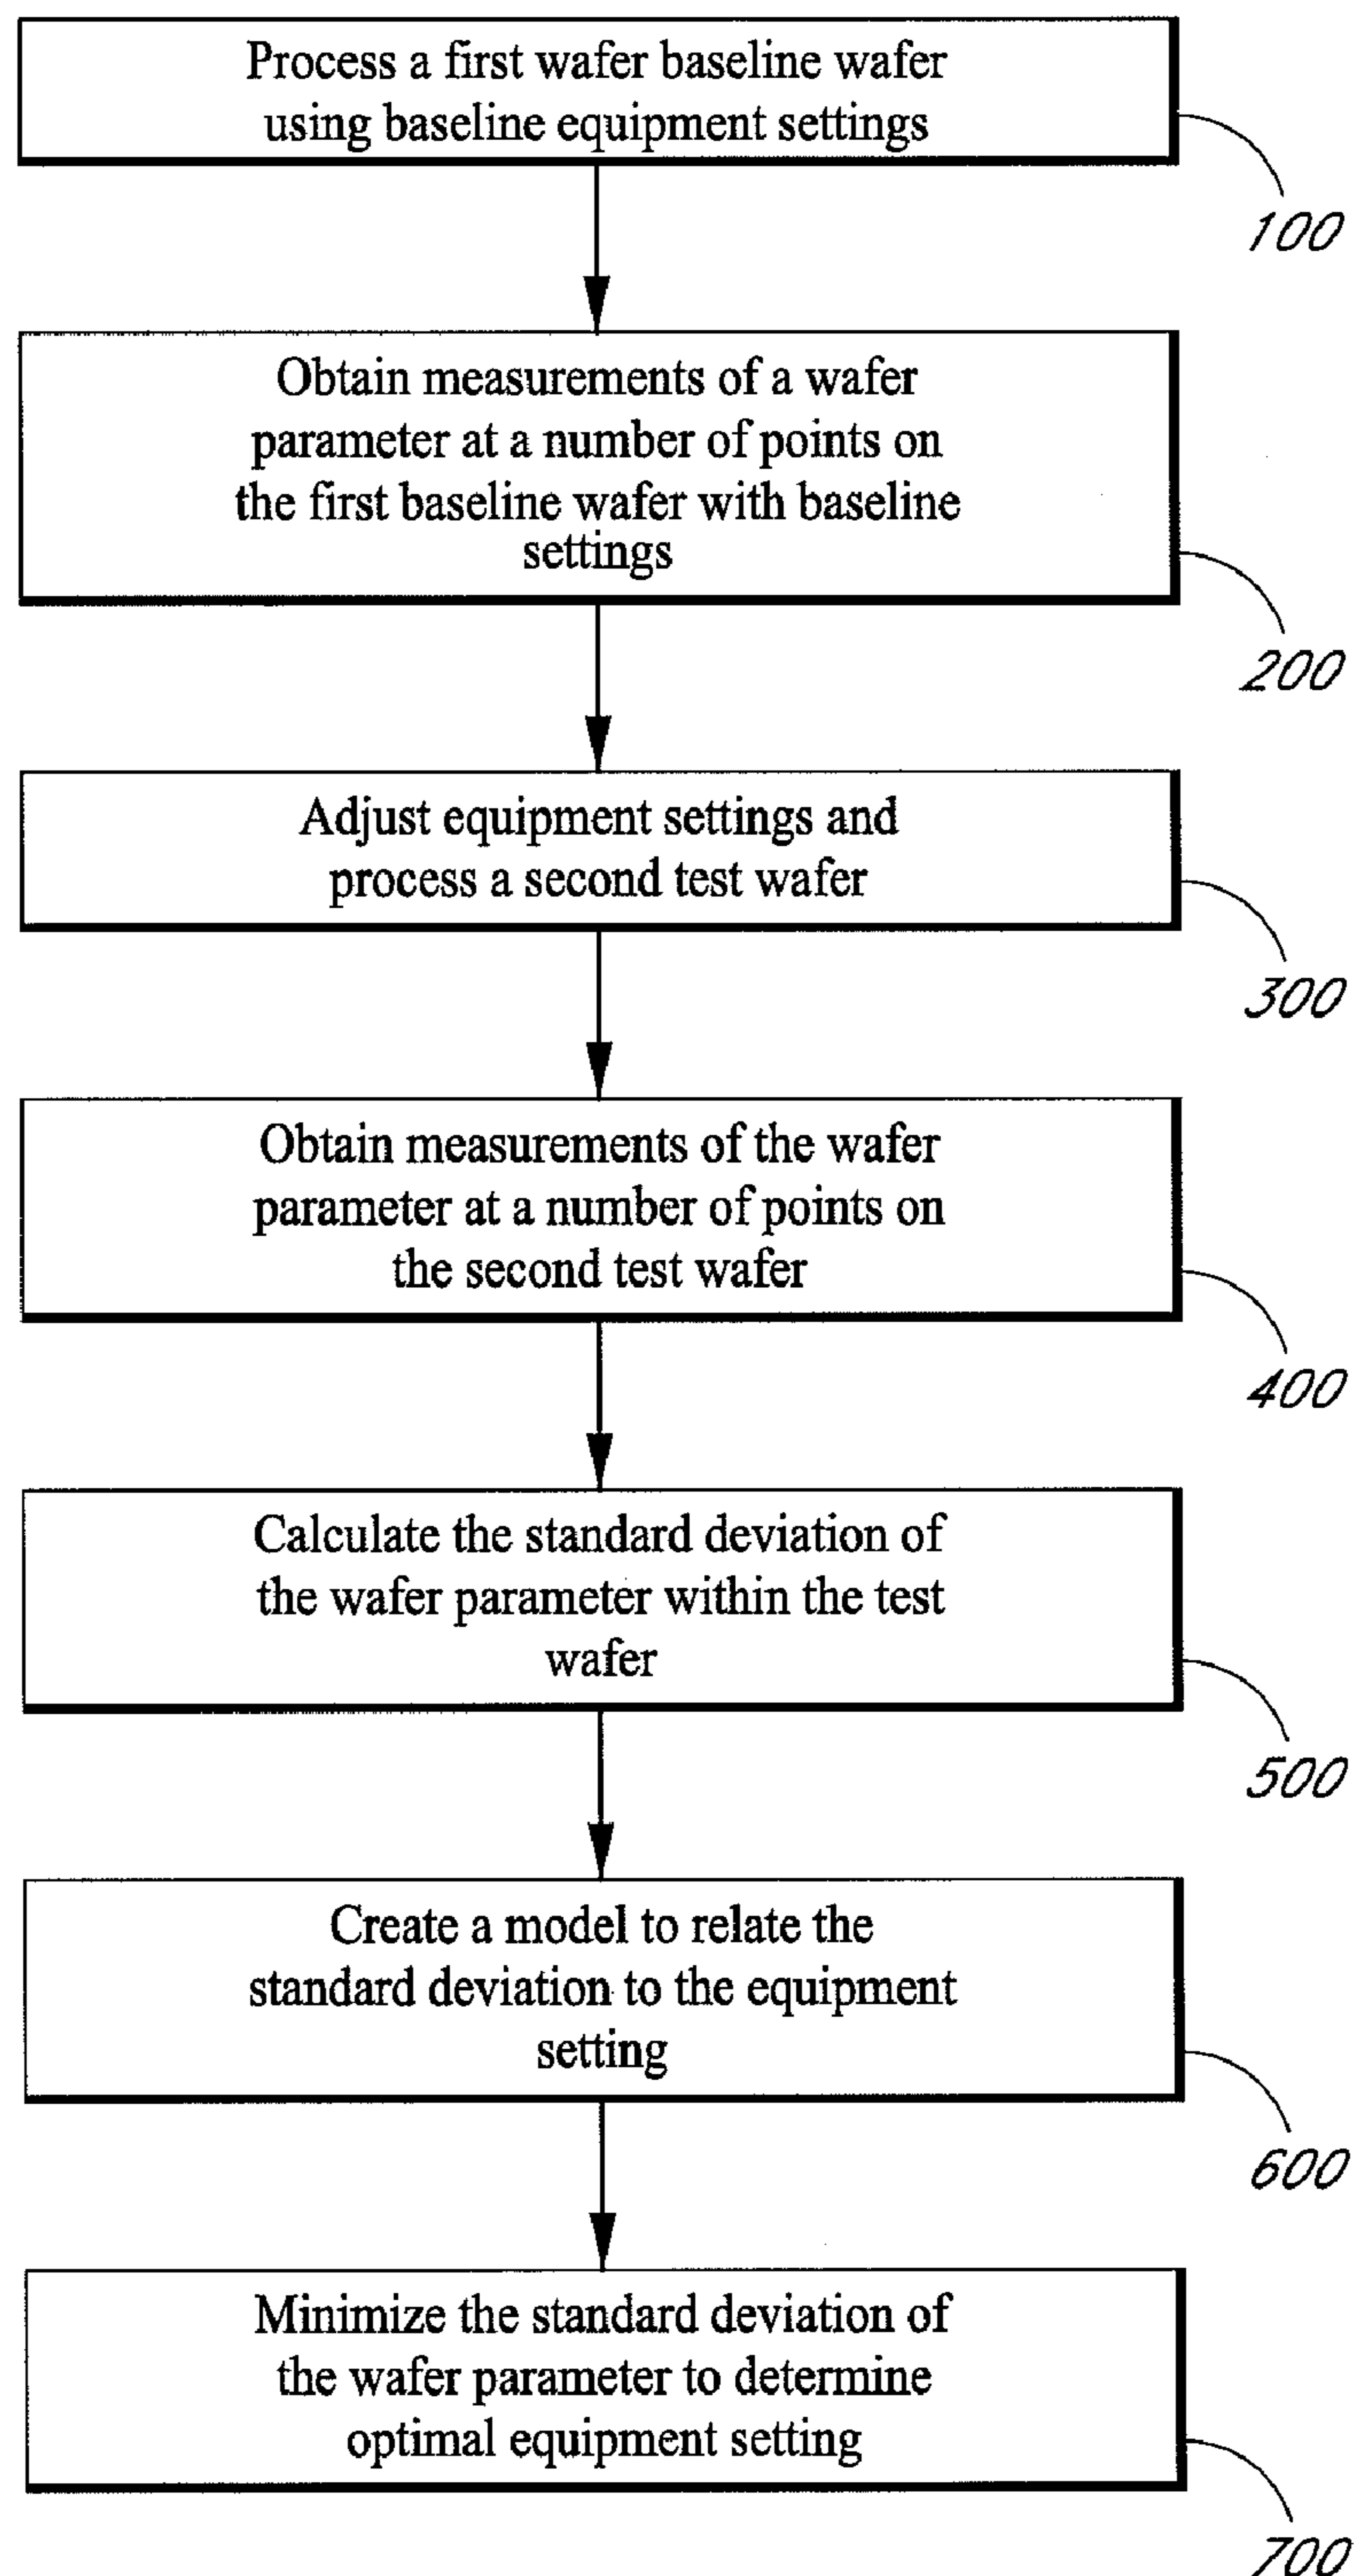 Process a first wafer baseline wafer
using baseline equipment settings
100
Obtain measurements of a wafer
parameter at a number of points on
the first baseline wafer with baseline
settings
200
Adjust equipment settings and
process a second test wafer
300
Obtain measurements of the wafer
parameter at a number of points on
the second test wafer
400
Calculate the standard deviation of
the wafer parameter within the test
wafer
500
Create a model to relate the
standard deviation to the equipment
setting
600
Minimize the standard deviation of
the wafer parameter to determine
optimal equipment setting
700